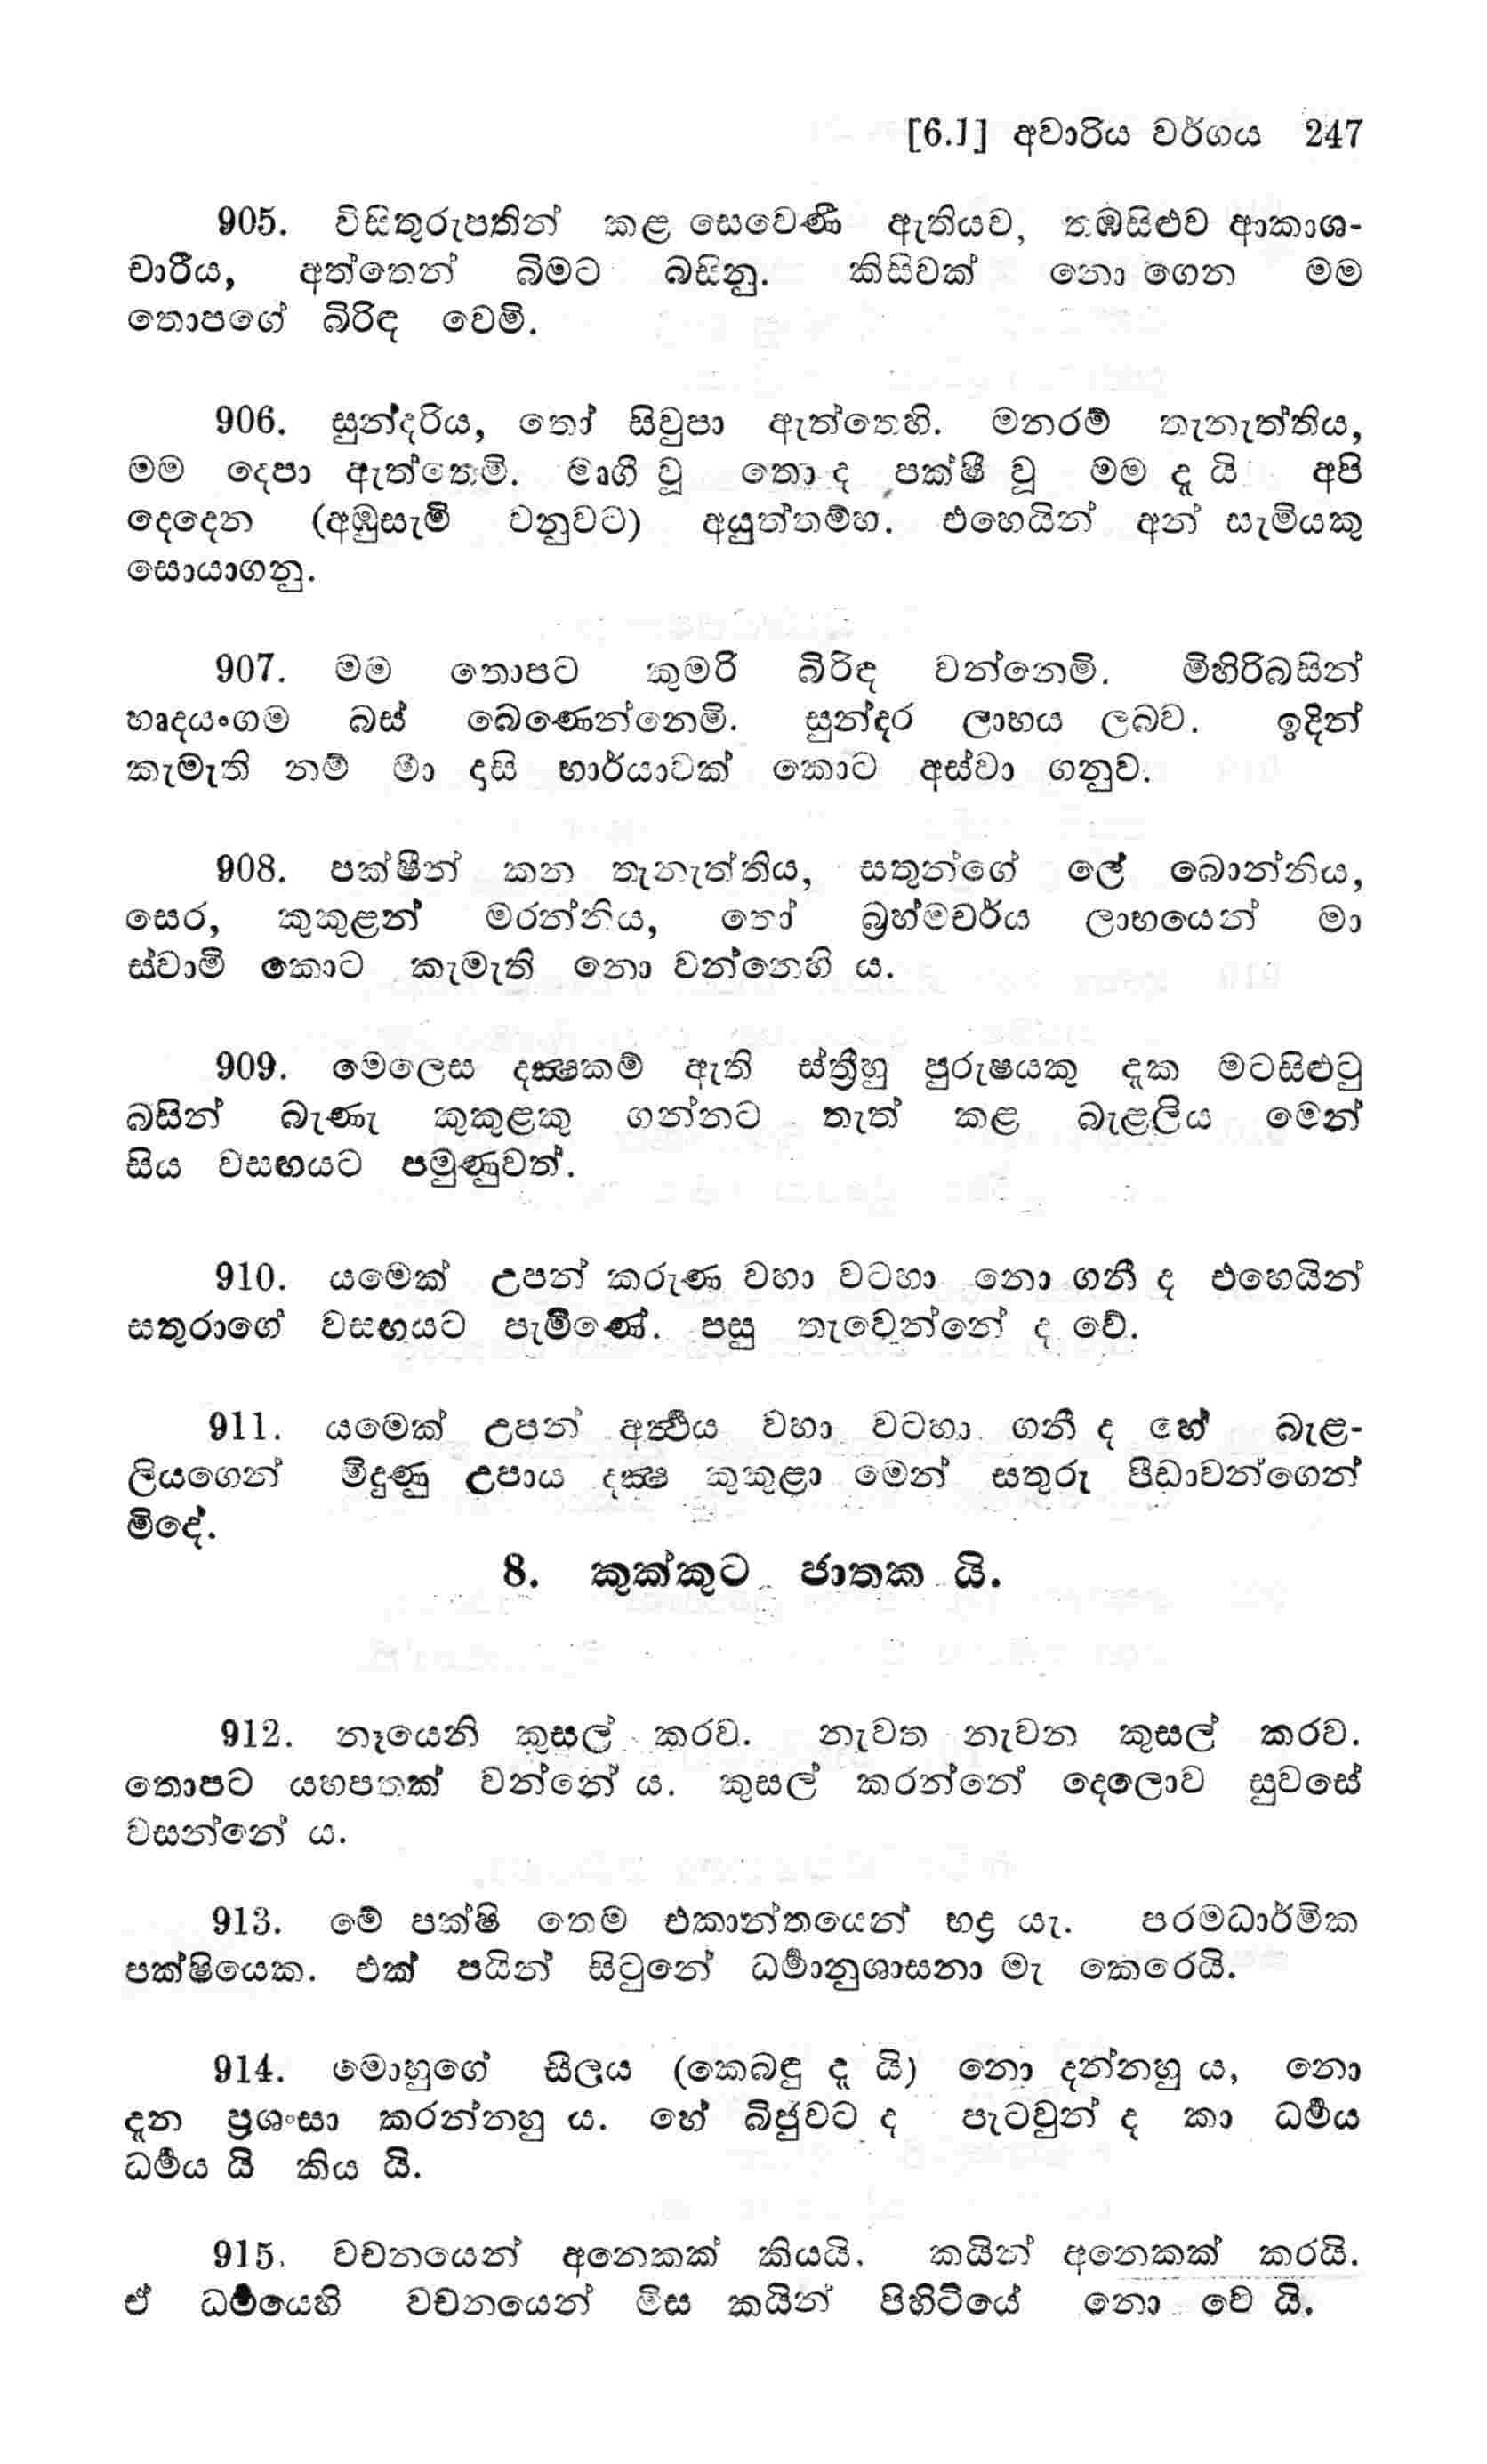 [6.1] අවාරිය වර්ගය 247
905. විසිතුරුපතින් කළ සෙවෙණී ඇතියව, තඹසිළුව ආකාශ-
චාරීය, අත්තෙන් බිමට බසිනු. කිසිවක් නො ගෙන මම
තොපගේ බිරිඳ වෙමි.
906. සුන්දරිය, තෝ සිවුපා ඇත්තෙහි. මනරම් තැනැත්තිය,
මම දෙපා ඇත්තෙමි. මෘගී වූ තො ද පක්ෂී වූ මම දූ යි අපි
දෙදෙන (අඹුසැමි වනුවට) අයුත්තම්හ. එහෙයින් අන් සැමියකු
සොයාගනු.
907. මම තොපට කුමරි බිරිඳ වන්නෙමි. මිහිරිබසින්
හෘදයංගම බස් බෙණෙන්නෙමි. සුන්දර ලාභය ලබව. ඉදින්
කැමැති නම් මා දාසි භාර්යාවක් කොට අස්වා ගනුව.
908. පක්ෂීන් කන තැනැත්තිය, සතුන්ගේ ලේ බොන්නිය,
සෙර, කුකුළන් මරන්නිය, තෝ බ්‍රහ්මචර්ය ලාභයෙන් මා
ස්වාමි කොට කැමැති නො වන්නෙහි ය.
909. මෙලෙස දක්‍ෂකම් ඇති ස්ත්‍රීහු පුරුෂයකු දැක මටසිළුටු
බසින් බැණැ කුකුළකු ගන්නට තැත් කළ බැළලිය මෙන්
සිය වසඟයට පමුණුවත්.
910. යමෙක් උපන් කරුණ වහා වටහා නො ගනී ද එහෙයින්
සතුරාගේ වසඟයට පැමිණේ. පසු තැවෙන්නේ ද වේ.
911. යමෙක් උපන් අර්‍ත්‍ථය වහා වටහා ගනී ද හේ බැළ-
ලියගෙන් මිදුණු උපාය දක්‍ෂ කුකුළා මෙන් සතුරු පීඩාවන්ගෙන්
මිදේ.
8. කුක්කුට ජාතක යි.
912. නෑයෙනි කුසල් කරව. නැවත නැවත කුසල් කරව.
තොපට යහපතක් වන්නේ ය. කුසල් කරන්නේ දෙලොව සුවසේ
වසන්නේ ය.
913. මේ පක්ෂි තෙම එකාන්තයෙන් භද්‍ර යැ. පරමධාර්මික
පක්ෂියෙක. එක් පයින් සිටුනේ ධර්‍මානුශාසනා මැ කෙරෙයි.
914. මොහුගේ සීලය (කෙබඳු දැ යි) නො දන්නහු ය, නො
දැන ප්‍රශංසා කරන්නහු ය. හේ බිජුවට ද පැටවුන් ද කා ධර්‍මය
ධර්‍මය යි කිය යි.
915. වචනයෙන් අනෙකක් කියයි. කයින් අනෙකක් කරයි.
ඒ ධර්‍මයෙහි වචනයෙන් මිස කයින් පිහිටියේ නො වෙ යි.